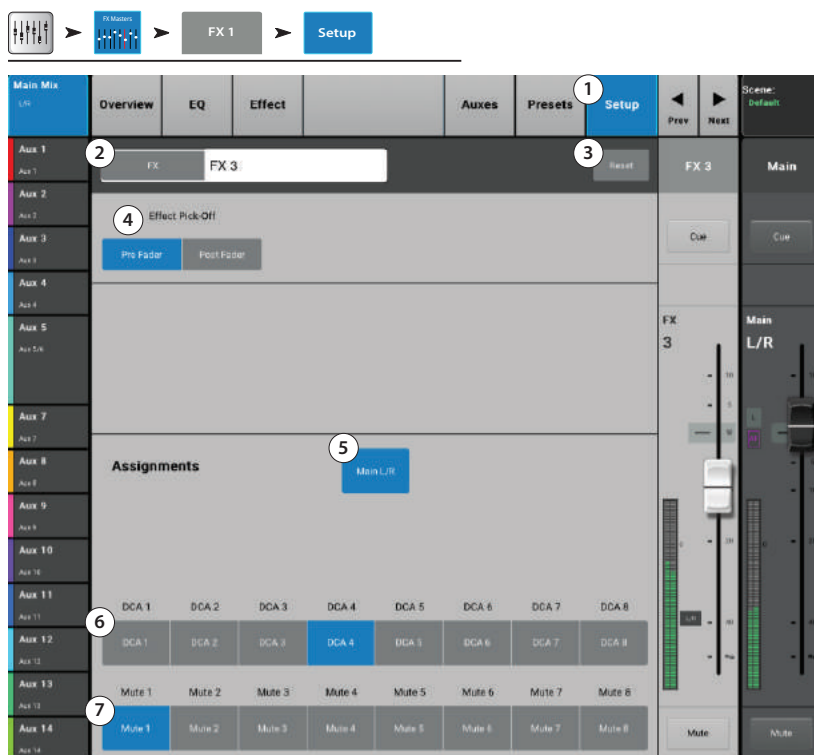 FX Masters
FX 1
Setup
Main Mix
L/R
Overview
EQ
Effect
Auxes
Presets
1
Setup
Prev
Next
Scene:
Default
Aux 1
Aux 1
2
FX
FX 3
3
Reset
FX 3
Main
Aux 2
Aux 2
4
Effect Pick-Off
Aux 3
Aux 3
Pre Fader
Post Fader
Cue
Cue
Aux 4
Aux 4
Aux 5
Aux 5/6
FX
3
Main
L/R
10
5
Aux 7
Aux 7
Aux 8
Aux 8
Assignments
5
Main L/R
Aux 9
Aux 9
Aux 10
Aux 10
20
Aux 11
Aux 11
DCA 1
DCA 2
DCA 3
DCA 4
DCA 5
DCA 6
DCA 7
DCA 8
6
Aux 12
Aux 12
DCA 1
DCA 2
DCA 3
DCA 4
DCA 5
DCA 6
DCA 7
DCA 8
L/R
Aux 13
Aux 13
Mute 1
Mute 2
Mute 3
Mute 4
Mute 5
Mute 6
Mute 7
Mute 8
7
Aux 14
Aux 14
Mute 1
Mute 2
Mute 3
Mute 4
Mute 5
Mute 6
Mute 7
Mute 8
Mute
Mute